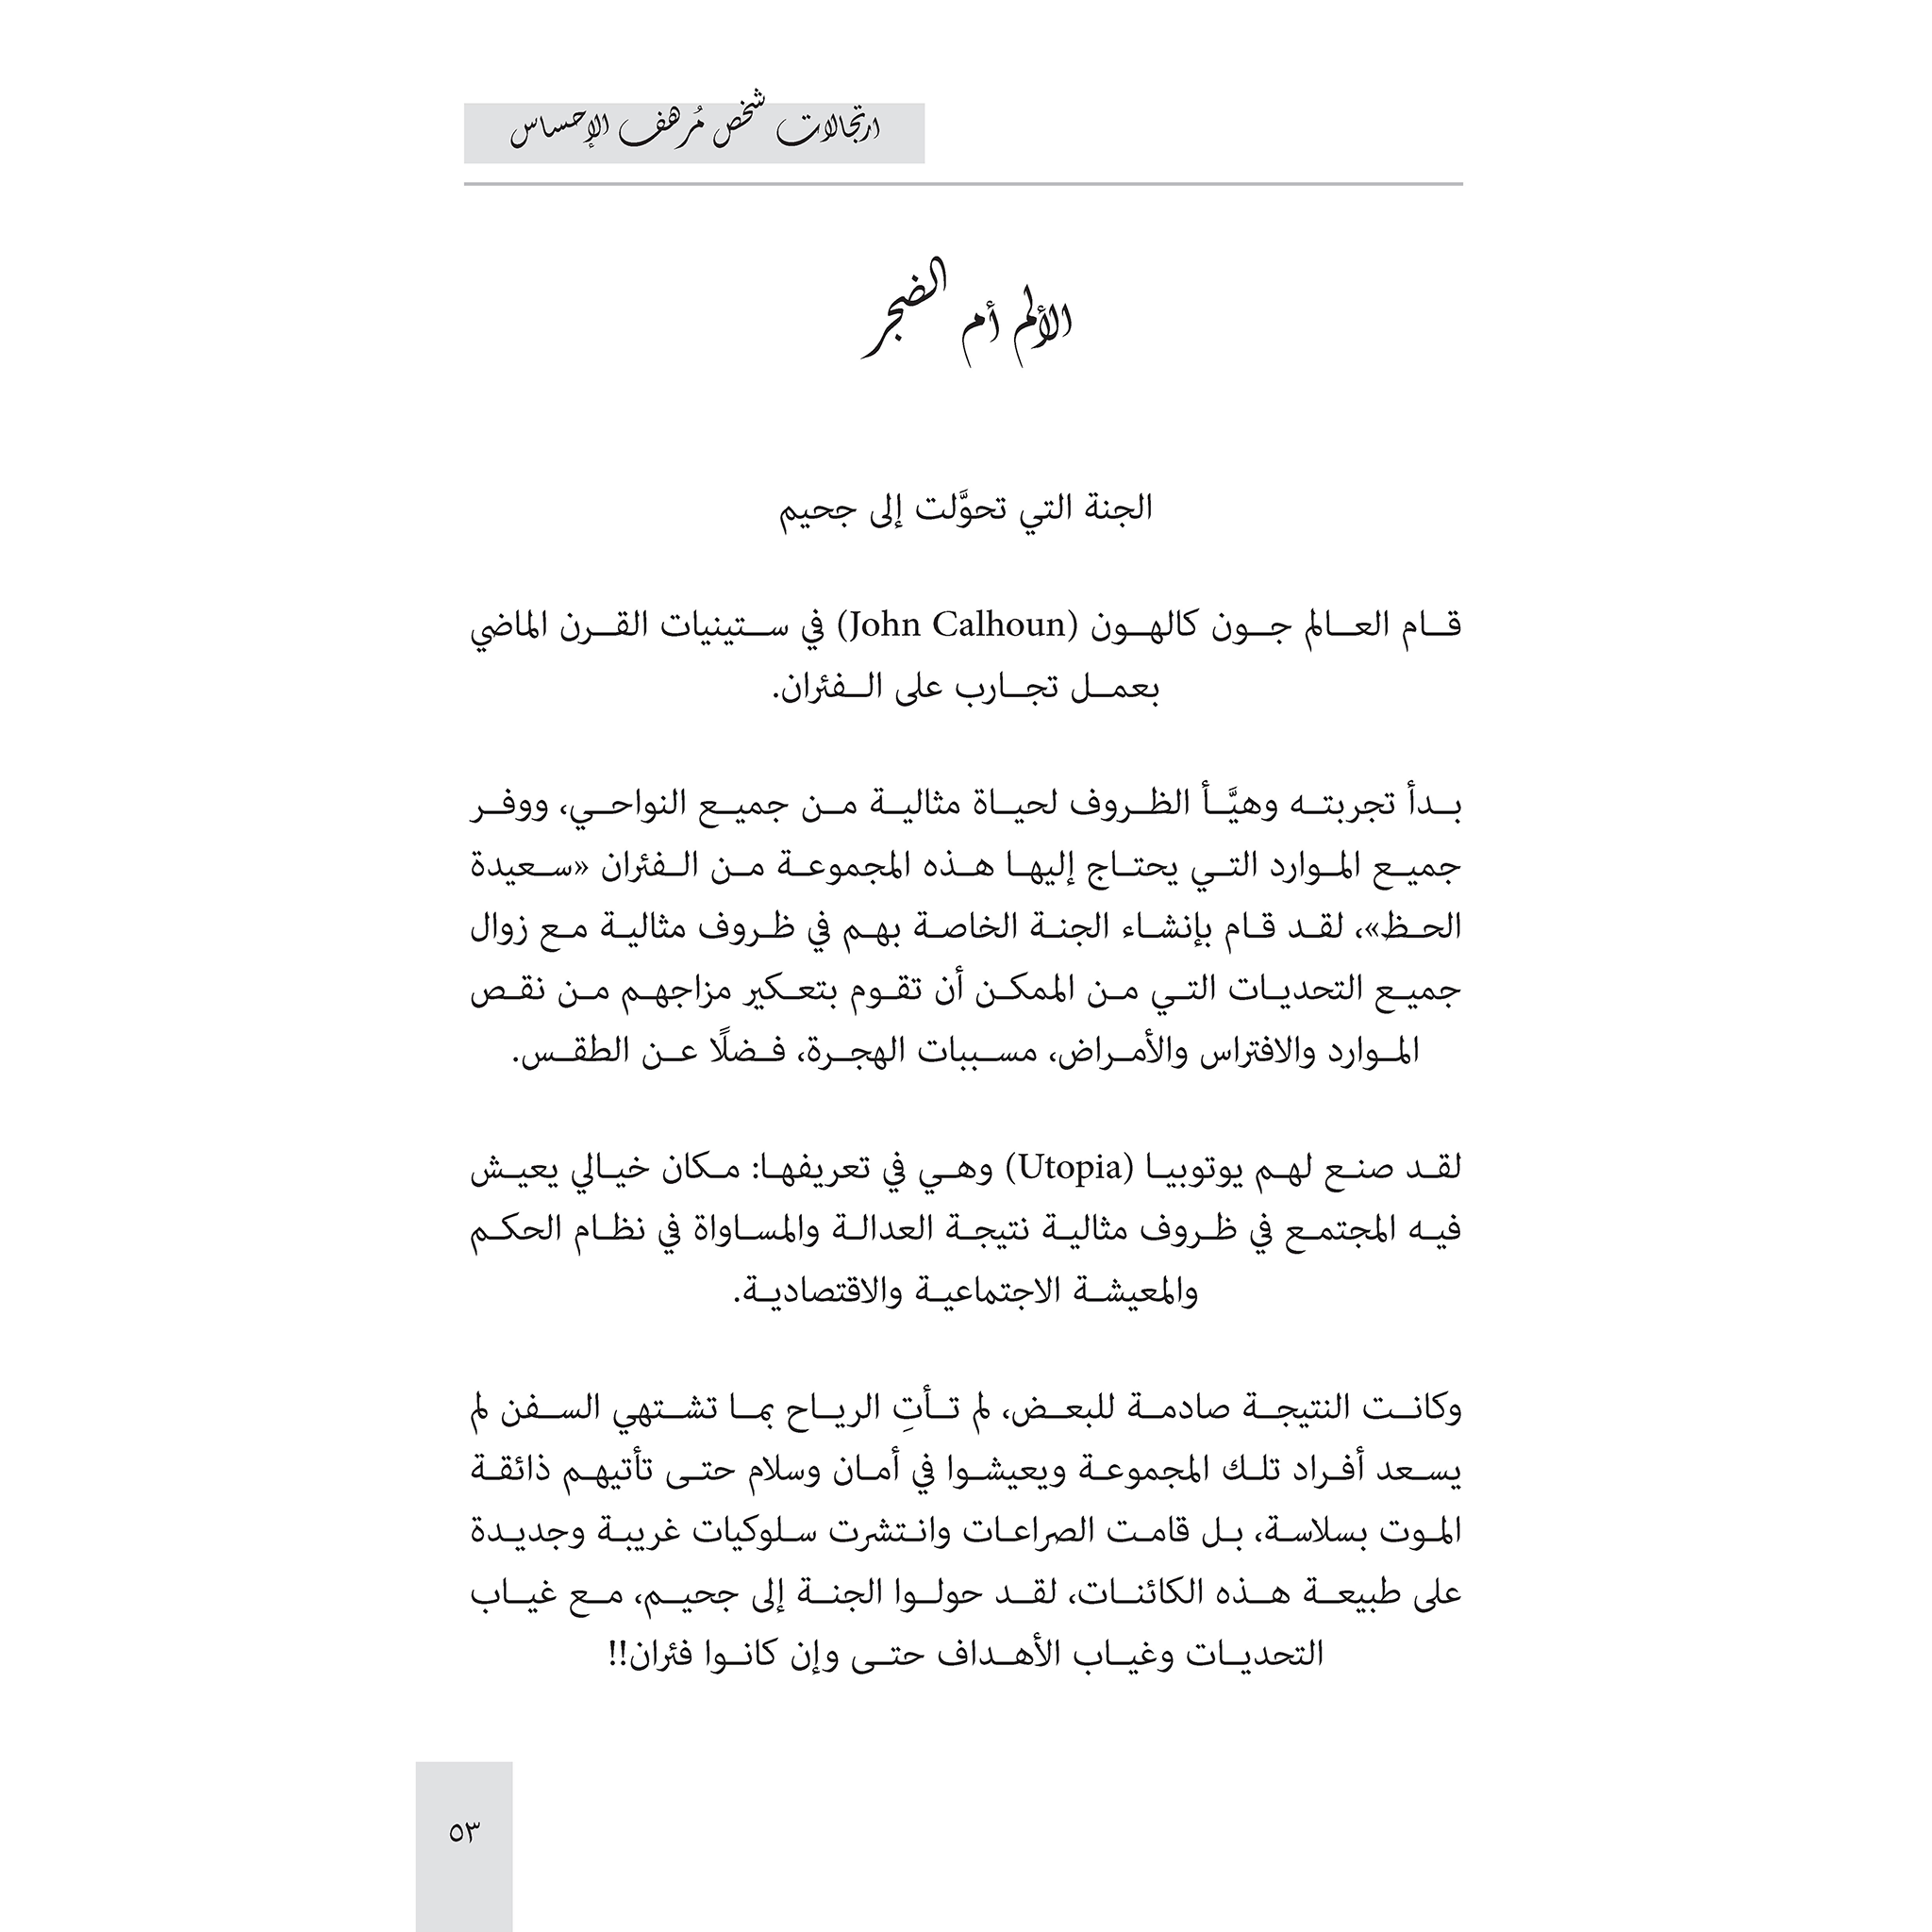 ارتجالات شخص مُرهف الإحساس
الألم أم الضجر
الجنة التي تحوَّلت إلى جحيم
قام العالم جون كالهون (John Calhoun) في ستينيات القرن الماضي
بعمل تجارب على الفئران.
بدأ تجربته وهيَّأ الظروف لحياة مثالية من جميع النواحي، ووفر
جميع الموارد التي يحتاج إليها هذه المجموعة من الفئران «سعيدة
الحظ»، لقد قام بإنشاء الجنة الخاصة بهم في ظروف مثالية مع زوال
جميع التحديات التي من الممكن أن تقوم بتعكير مزاجهم من نقص
الموارد والافتراس والأمراض، مسببات الهجرة، فضلًا عن الطقس.
لقد صنع لهم يوتوبيا (Utopia) وهي في تعريفها: مكان خيالي يعيش
فيه المجتمع في ظروف مثالية نتيجة العدالة والمساواة في نظام الحكم
والمعيشة الاجتماعية والاقتصادية.
وكانت النتيجة صادمة للبعض، لم تأتِ الرياح بما تشتهي السفن لم
يسعد أفراد تلك المجموعة ويعيشوا في أمان وسلام حتى تأتيهم ذائقة
الموت بسلاسة، بل قامت الصراعات وانتشرت سلوكيات غريبة وجديدة
على طبيعة هذه الكائنات، لقد حولوا الجنة إلى جحيم، مع غياب
التحديات وغياب الأهداف حتى وإن كانوا فئران!!
٥٣